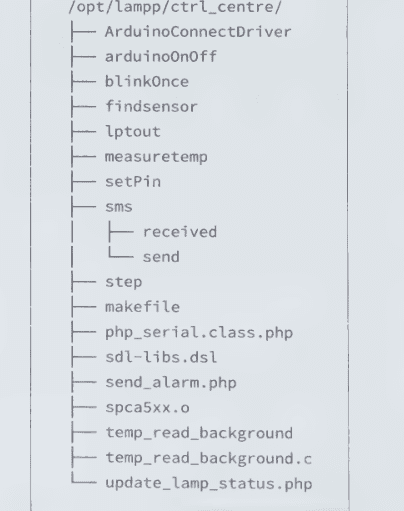 /opt/lampp/ctrl_centre/
├── ArduinoConnectDriver
├── arduinoOnOff
├── blinkOnce
├── findsensor
├── lptout
├── measuretemp
├── setPin
├── sms
│   ├── received
│   └── send
├── step
├── makefile
├── php_serial.class.php
├── sdl-libs.dsl
├── send_alarm.php
├── spca5xx.o
├── temp_read_background
├── temp_read_background.c
└── update_lamp_status.php